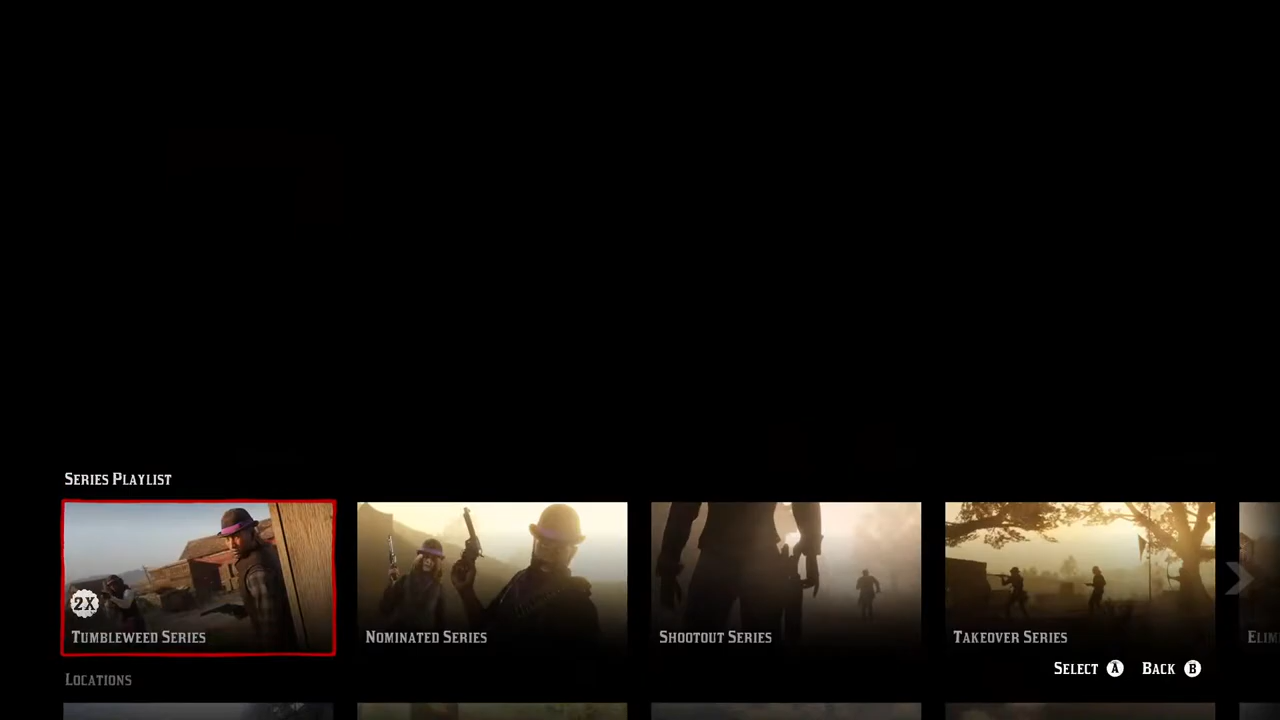 Series Playlist
2X
Tumbleweed Series
Nominated Series
Shootout Series
Takeover Series
Select A Back B
Locations